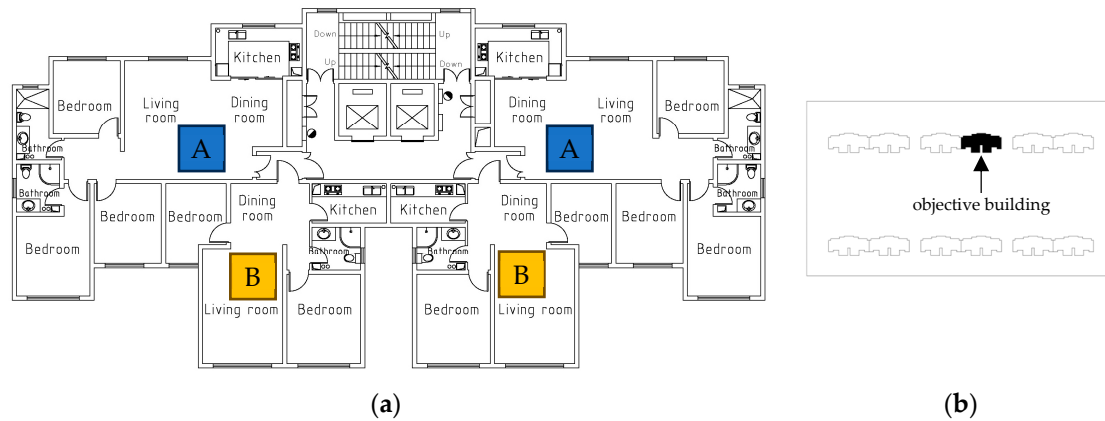 Down
Up
Kitchen
Kitchen
Up
Down
Bedroom
Living
room
Dining
room
Dining
room
Living
room
Bedroom
A
A
Bathroom
Bathroom
Bathroom
Bathroom
Bedroom
Bedroom
Dining
room
Kitchen
Kitchen
Dining
room
Bedroom
Bedroom
Bedroom
Bathroom
Bathroom
Bedroom
B
B
Living room
Bedroom
Bedroom
Living room
objective building
(a)
(b)